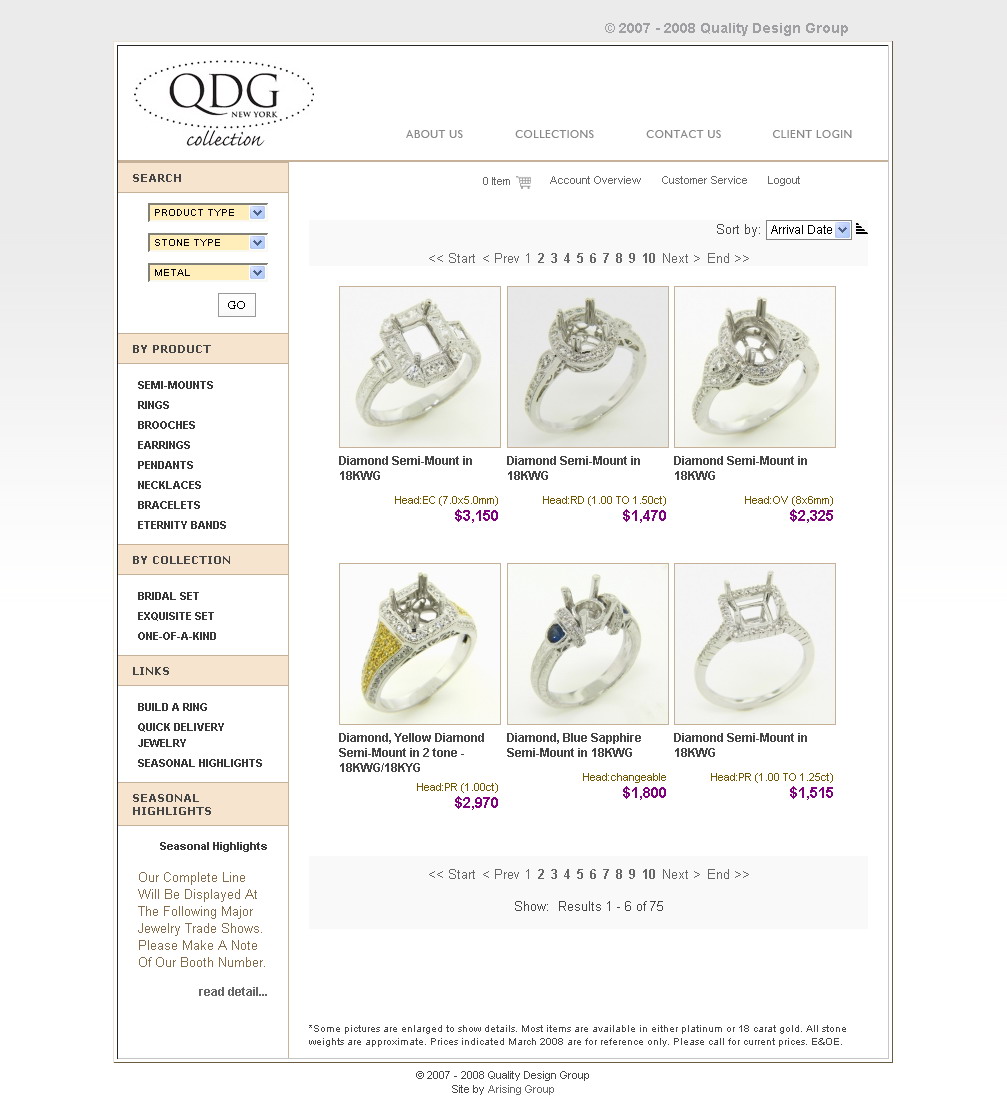 © 2007 - 2008 Quality Design Group
QDG
NEW YORK
collection
ABOUT US
COLLECTIONS
CONTACT US
CLIENT LOGIN
SEARCH
PRODUCT TYPE
STONE TYPE
METAL
GO
BY PRODUCT
SEMI-MOUNTS
RINGS
BROOCHES
EARRINGS
PENDANTS
NECKLACES
BRACELETS
ETERNITY BANDS
BY COLLECTION
BRIDAL SET
EXQUISITE SET
ONE-OF-A-KIND
LINKS
BUILD A RING
QUICK DELIVERY
JEWELRY
SEASONAL HIGHLIGHTS
SEASONAL
HIGHLIGHTS
Seasonal Highlights
Our Complete Line
Will Be Displayed At
The Following Major
Jewelry Trade Shows.
Please Make A Note
Of Our Booth Number.
read detail...
0 Item
Account Overview
Customer Service
Logout
Sort by: Arrival Date
<< Start < Prev 1 2 3 4 5 6 7 8 9 10 Next > End >>
Diamond Semi-Mount in
18KWG
Head:EC (7.0x5.0mm)
$3,150
Diamond Semi-Mount in
18KWG
Head:RD (1.00 TO 1.50ct)
$1,470
Diamond Semi-Mount in
18KWG
Head:OV (8x6mm)
$2,325
Diamond, Yellow Diamond
Semi-Mount in 2 tone -
18KWG/18KYG
Head:PR (1.00ct)
$2,970
Diamond, Blue Sapphire
Semi-Mount in 18KWG
Head:changeable
$1,800
Diamond Semi-Mount in
18KWG
Head:PR (1.00 TO 1.25ct)
$1,515
<< Start < Prev 1 2 3 4 5 6 7 8 9 10 Next > End >>
Show: Results 1 - 6 of 75
*Some pictures are enlarged to show details. Most items are available in either platinum or 18 carat gold. All stone
weights are approximate. Prices indicated March 2008 are for reference only. Please call for current prices. E&OE.
© 2007 - 2008 Quality Design Group
Site by Arising Group